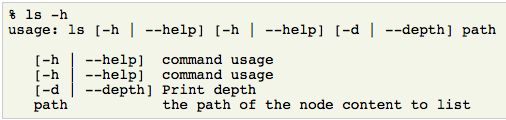 % ls -h
usage: ls [-h | --help] [-h | --help] [-d | --depth] path
[-h | --help] command usage
[-h | --help] command usage
[-d | --depth] Print depth
path the path of the node content to list